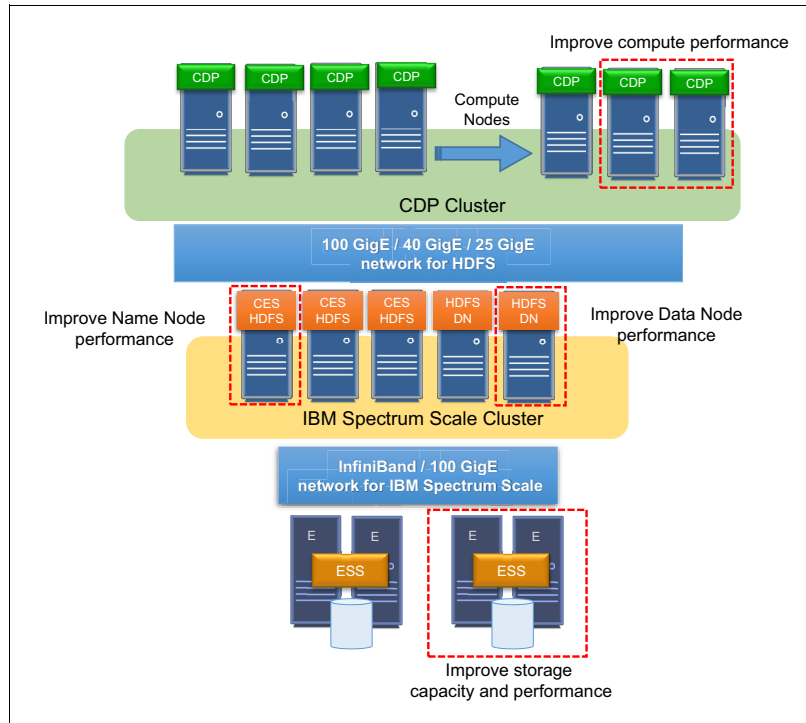 Improve compute performance
CDP
CDP
CDP
CDP
CDP
CDP
CDP
Compute
Nodes
CDP Cluster
100 GigE / 40 GigE / 25 GigE
network for HDFS
Improve Name Node
performance
CES
HDFS
CES
HDFS
CES
HDFS
HDFS
DN
HDFS
DN
Improve Data Node
performance
IBM Spectrum Scale Cluster
InfiniBand / 100 GigE
network for IBM Spectrum Scale
E
E
ESS
E
E
ESS
Improve storage
capacity and performance